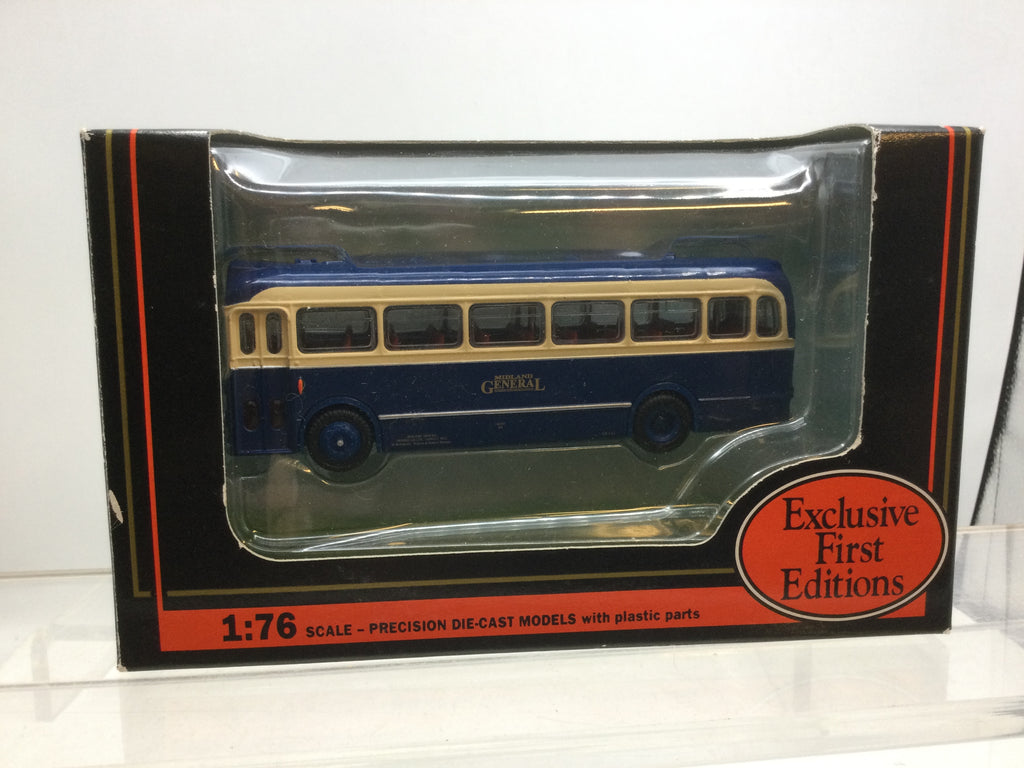 MIDLAND
GENERAL
Exclusive
First
Editions
1:76 SCALE – PRECISION DIE-CAST MODELS with plastic parts